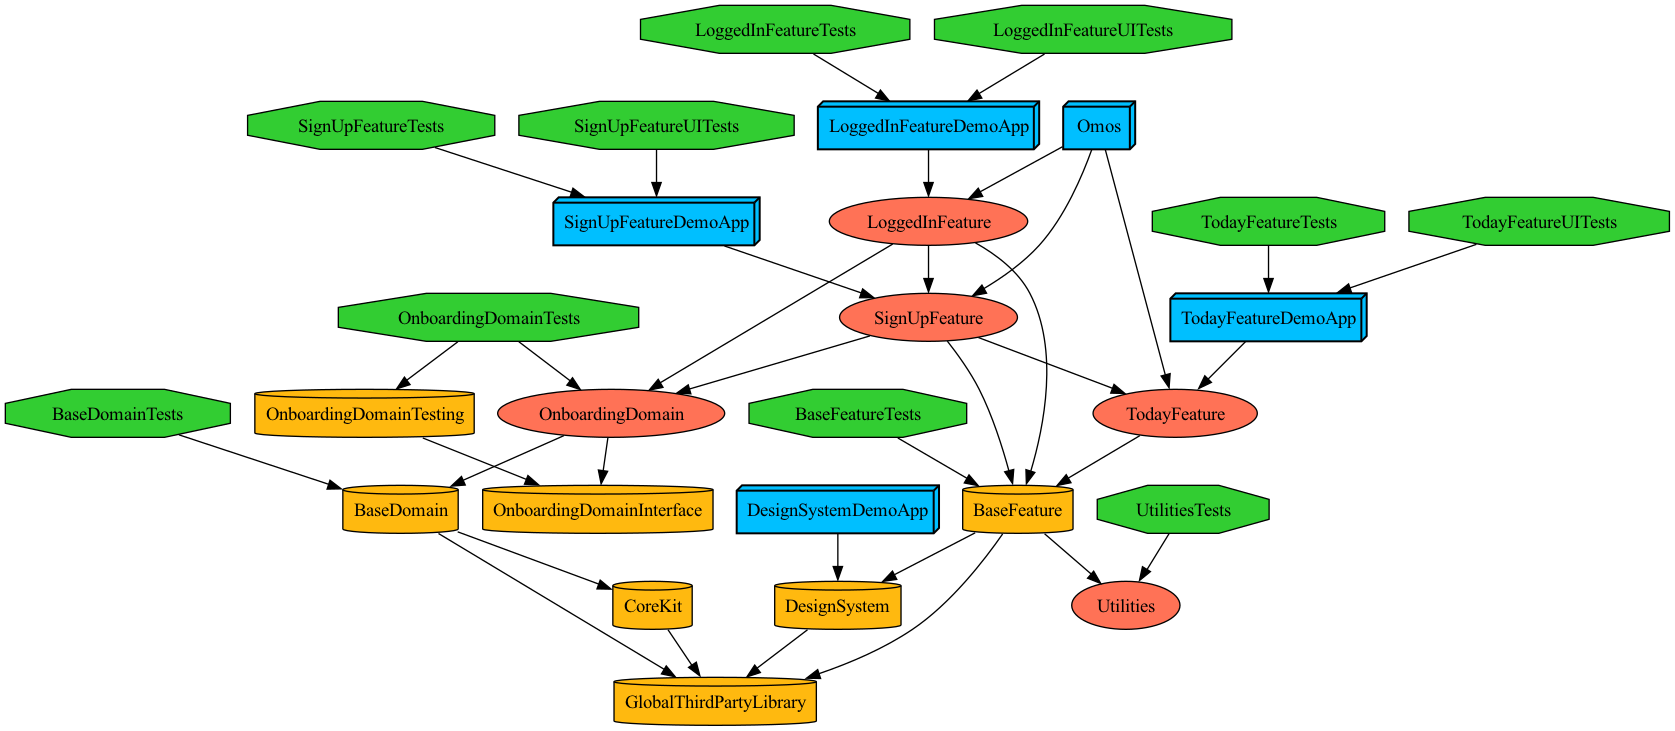 LoggedInFeatureTests
LoggedInFeatureUITests
SignUpFeatureTests
SignUpFeatureUITests
LoggedInFeatureDemoApp
Omos
SignUpFeatureDemoApp
LoggedInFeature
TodayFeatureTests
TodayFeatureUITests
OnboardingDomainTests
SignUpFeature
TodayFeatureDemoApp
BaseDomainTests
OnboardingDomainTesting
OnboardingDomain
BaseFeatureTests
TodayFeature
BaseDomain
OnboardingDomainInterface
DesignSystemDemoApp
BaseFeature
UtilitiesTests
CoreKit
DesignSystem
Utilities
GlobalThirdPartyLibrary